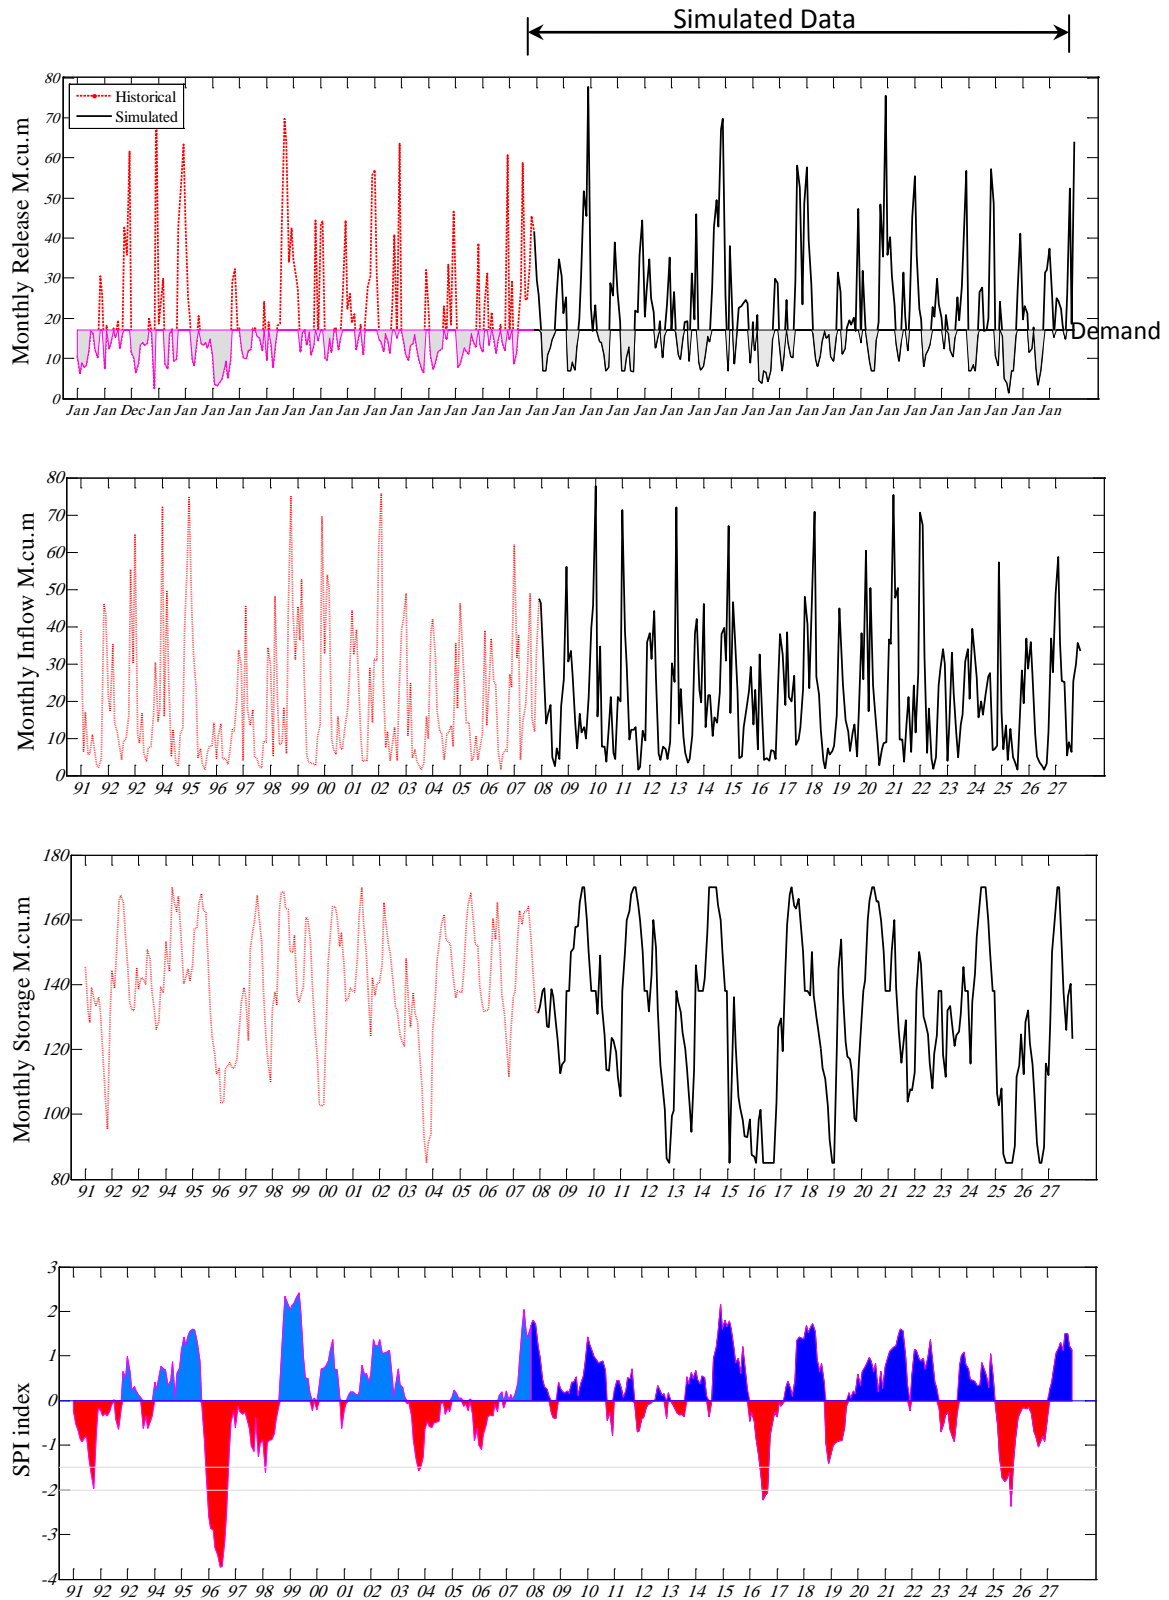 Simulated Data
Monthly Release M.cu.m
80
70
60
50
40
30
20
10
0
Historical
Simulated
Demand
Jan Jan Dec Jan Jan Jan Jan Jan Jan Jan Jan Jan Jan Jan Jan Jan Jan Jan Jan Jan Jan Jan Jan Jan Jan Jan Jan Jan Jan Jan Jan Jan Jan Jan Jan Jan Jan
Monthly Inflow M.cu.m
80
70
60
50
40
30
20
10
0
91 92 92 94 95 96 97 98 99 00 01 02 03 04 05 06 07 08 09 10 11 12 13 14 15 16 17 18 19 20 21 22 23 24 25 26 27
Monthly Storage M.cu.m
180
160
140
120
100
80
91 92 92 94 95 96 97 98 99 00 01 02 03 04 05 06 07 08 09 10 11 12 13 14 15 16 17 18 19 20 21 22 23 24 25 26 27
SPI index
3
2
1
0
-1
-2
-3
-4
91 92 92 94 95 96 97 98 99 00 01 02 03 04 05 06 07 08 09 10 11 12 13 14 15 16 17 18 19 20 21 22 23 24 25 26 27